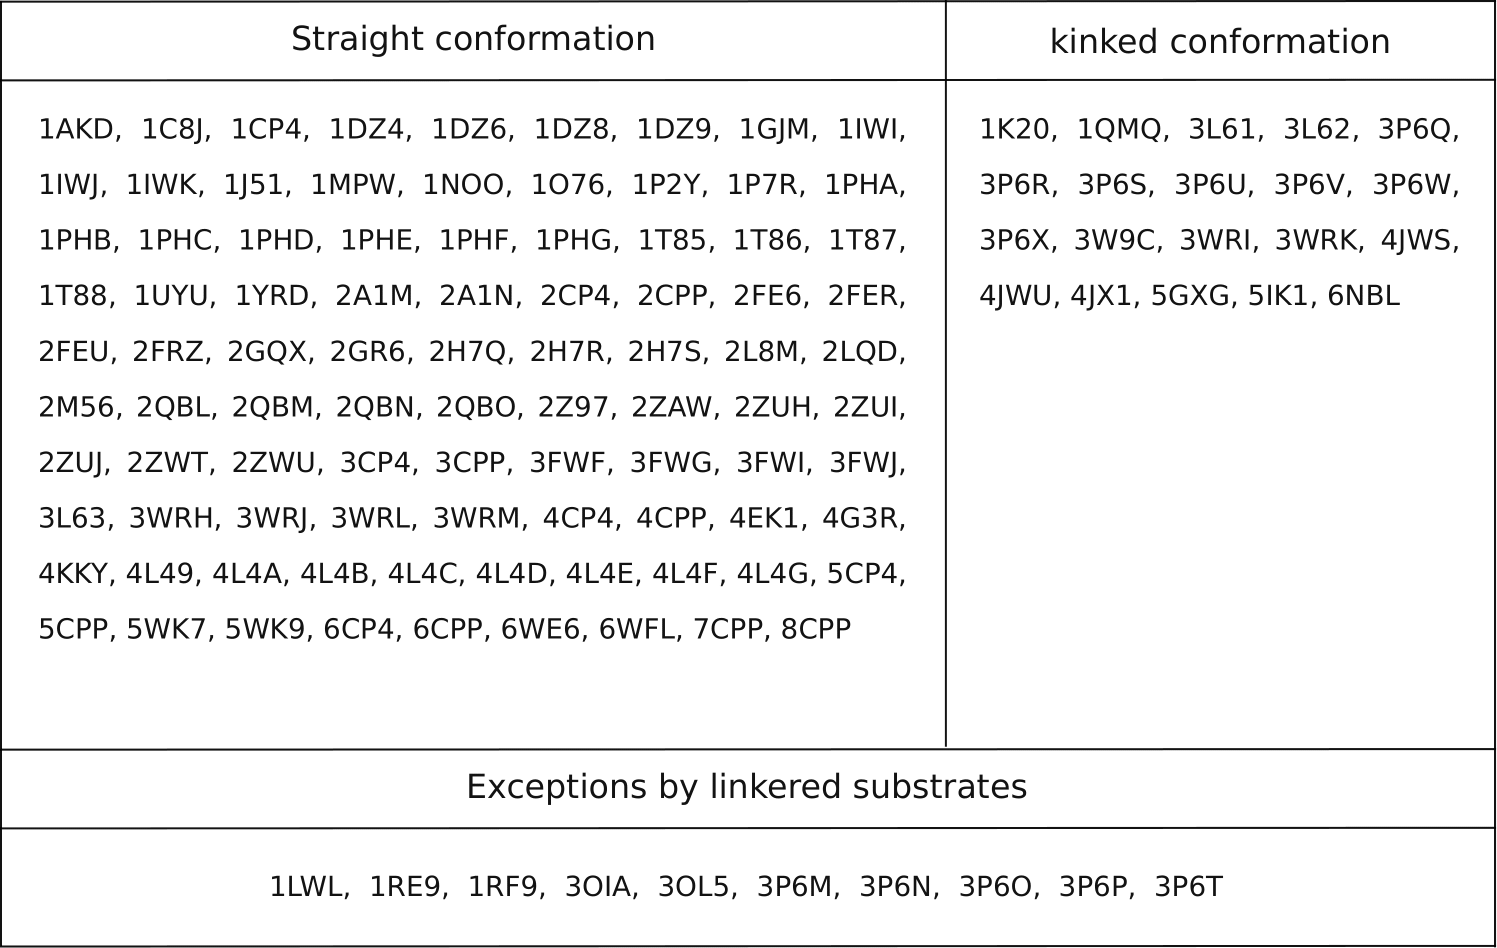 Straight conformation
kinked conformation
1AKD, 1C8J, 1CP4, 1DZ4, 1DZ6, 1DZ8, 1DZ9, 1GJM, 1IWI,
1IWJ, 1IWK, 1J51, 1MPW, 1NOO, 1O76, 1P2Y, 1P7R, 1PHA,
1PHB, 1PHC, 1PHD, 1PHE, 1PHF, 1PHG, 1T85, 1T86, 1T87,
1T88, 1UYU, 1YRD, 2A1M, 2A1N, 2CP4, 2CPP, 2FE6, 2FER,
2FEU, 2FRZ, 2GQX, 2GR6, 2H7Q, 2H7R, 2H7S, 2L8M, 2LQD,
2M56, 2QBL, 2QBM, 2QBN, 2QBO, 2Z97, 2ZAW, 2ZUH, 2ZUI,
2ZUJ, 2ZWT, 2ZWU, 3CP4, 3CPP, 3FWF, 3FWG, 3FWI, 3FWJ,
3L63, 3WRH, 3WRJ, 3WRL, 3WRM, 4CP4, 4CPP, 4EK1, 4G3R,
4KKY, 4L49, 4L4A, 4L4B, 4L4C, 4L4D, 4L4E, 4L4F, 4L4G, 5CP4,
5CPP, 5WK7, 5WK9, 6CP4, 6CPP, 6WE6, 6WFL, 7CPP, 8CPP
1K20, 1QMQ, 3L61, 3L62, 3P6Q,
3P6R, 3P6S, 3P6U, 3P6V, 3P6W,
3P6X, 3W9C, 3WRI, 3WRK, 4JWS,
4JWU, 4JX1, 5GXG, 5IK1, 6NBL
Exceptions by linkered substrates
1LWL, 1RE9, 1RF9, 3OIA, 3OL5, 3P6M, 3P6N, 3P6O, 3P6P, 3P6T